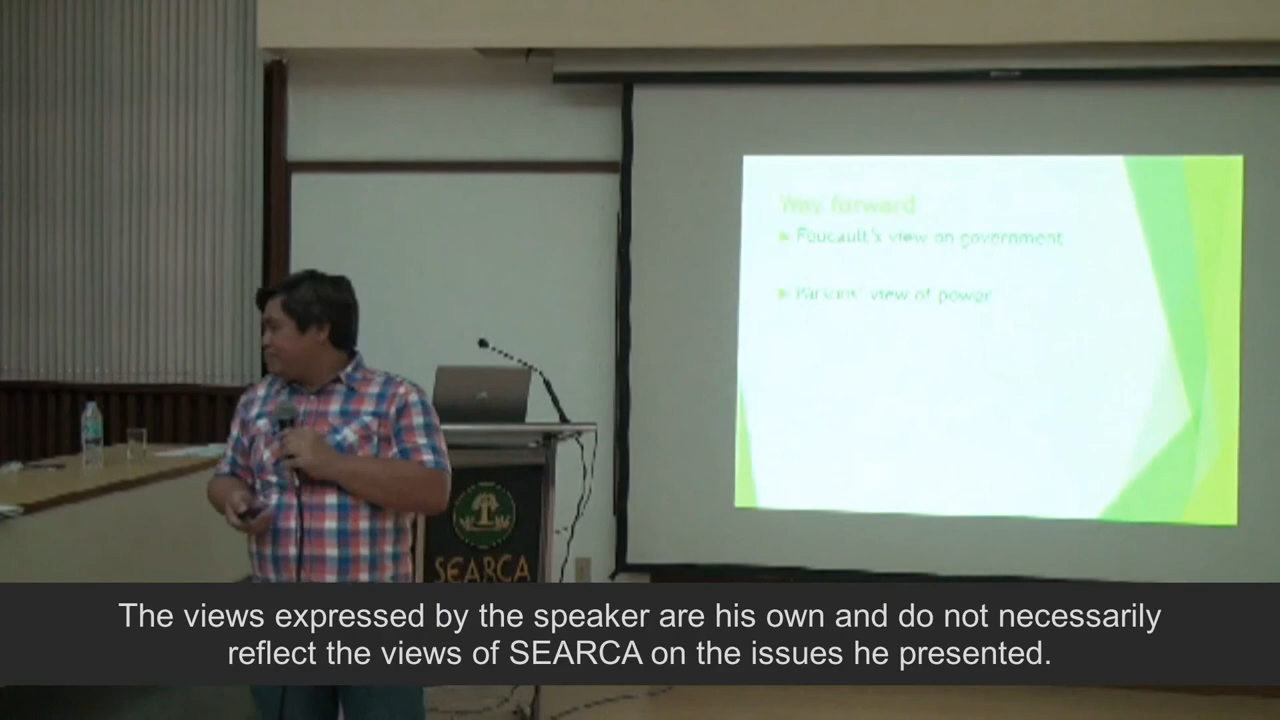 Way forward
Foucault's view on government
Parsons' view of power
SEARCA
The views expressed by the speaker are his own and do not necessarily
reflect the views of SEARCA on the issues he presented.